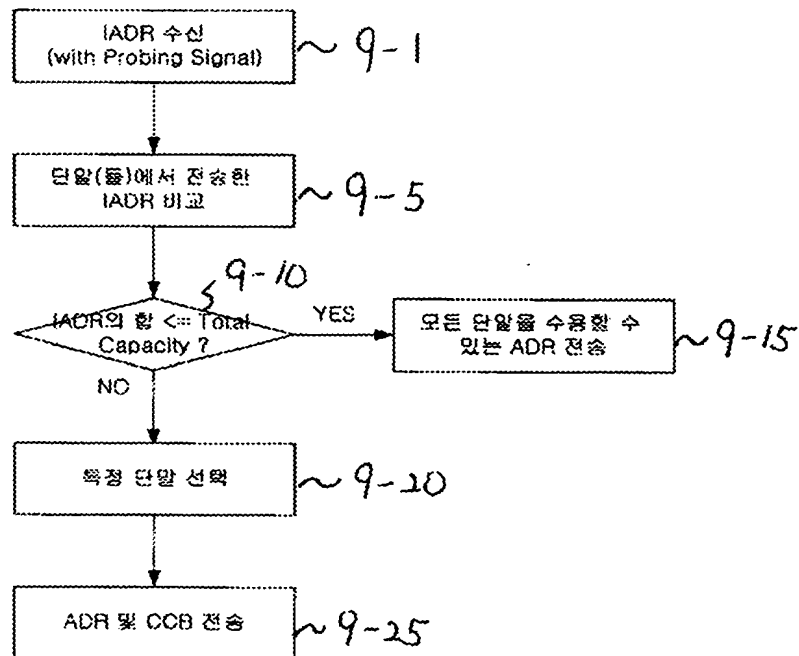 IADR 수신
(with Probing Signal)
~ 9-1
단말(들)에서 전송한
IADR 비교
~ 9-5
9-10
IADR의 합 <= Total
Capacity ?
YES
모든 단말을 수용할 수
있는 ADR 전송
~ 9-15
NO
특정 단말 선택
~ 9-20
ADR 및 CCB 전송
~ 9-25